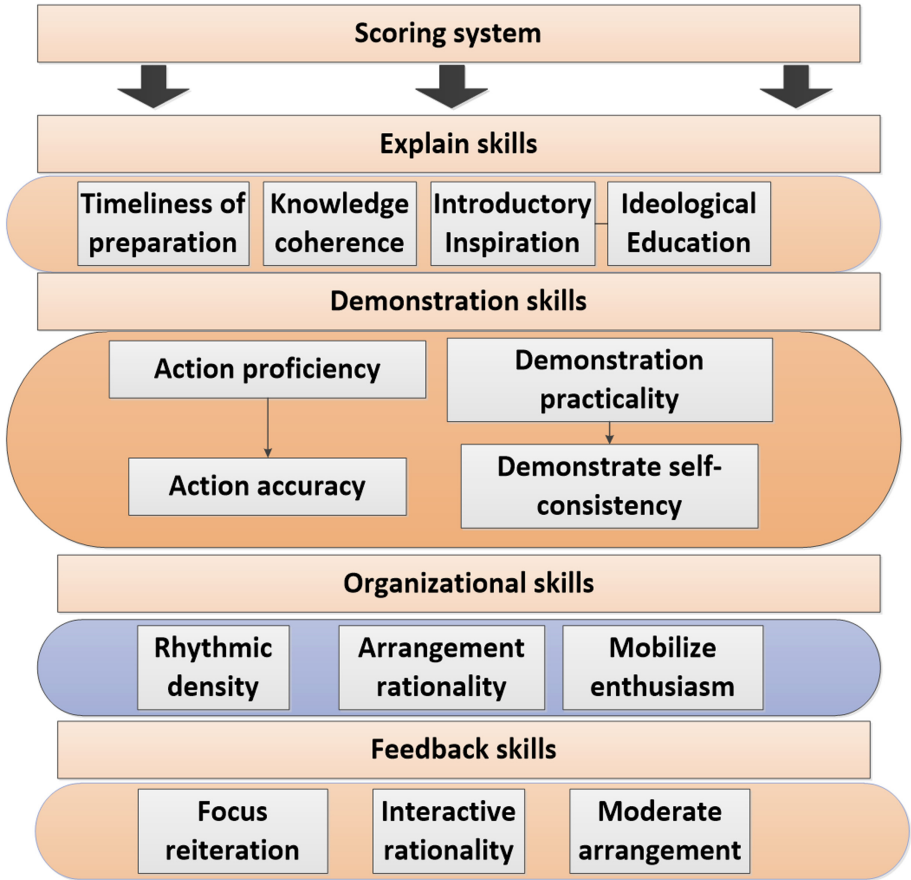 Scoring system
Explain skills
Timeliness of
preparation
Knowledge
coherence
Introductory
Inspiration
Ideological
Education
Demonstration skills
Action proficiency
Demonstration
practicality
Action accuracy
Demonstrate self-
consistency
Organizational skills
Rhythmic
density
Arrangement
rationality
Mobilize
enthusiasm
Feedback skills
Focus
reiteration
Interactive
rationality
Moderate
arrangement